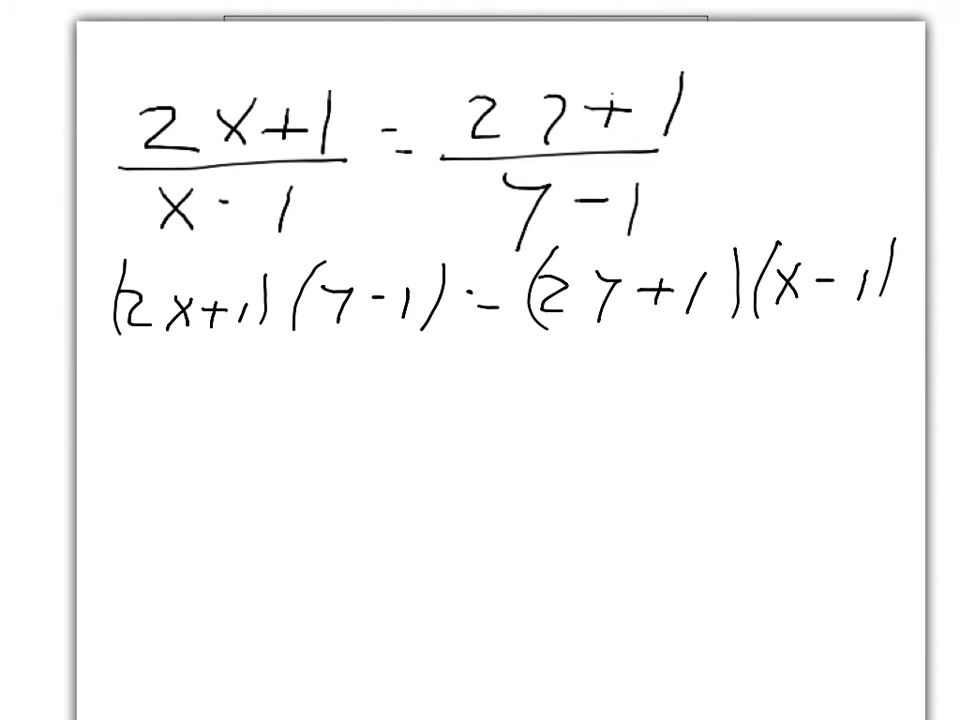 2x+1/x-1 = 2y+1/y-1
(2x+1)(y-1) = (2y+1)(x-1)